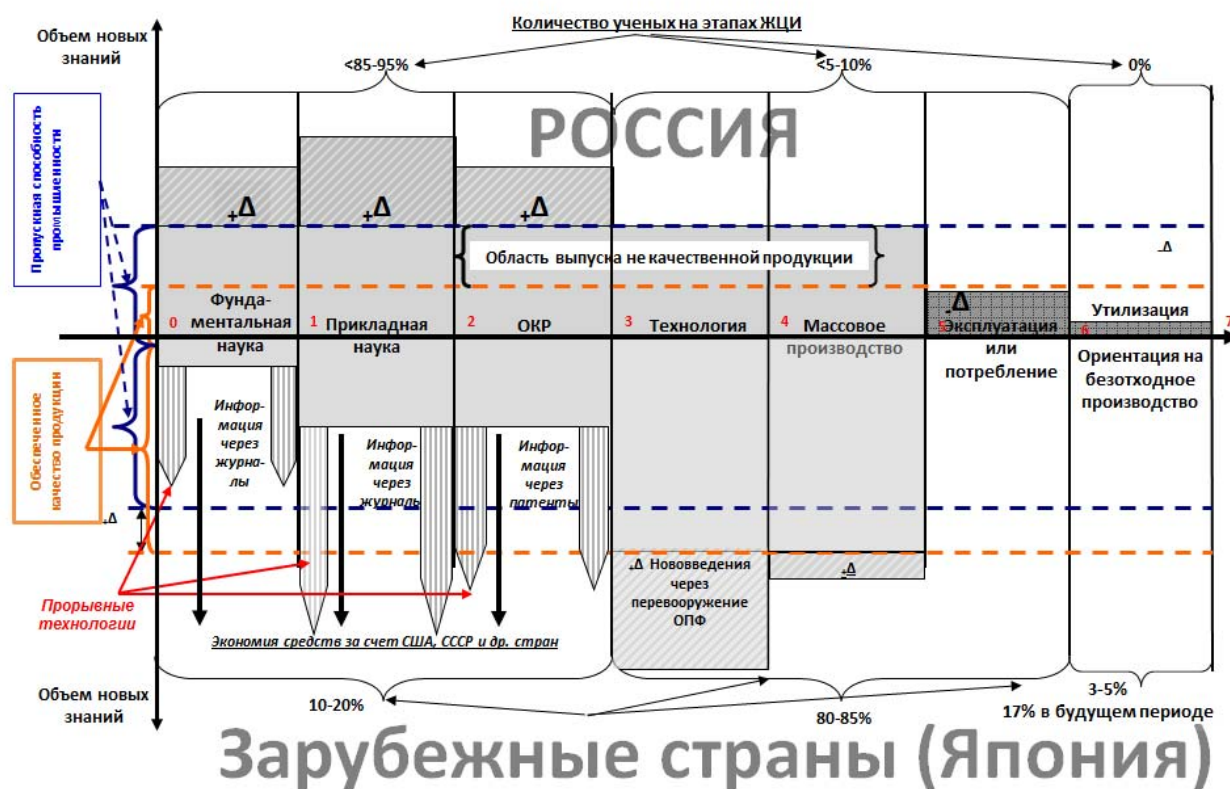 Количество ученых на этапах ЖЦИ
Объем новых
знаний
<85-95%
<5-10%
0%
РОССИЯ
Пропускная способность
промышленности
+Δ
+Δ
+Δ
-Δ
Область выпуска не качественной продукции
Фунда-
ментальная
наука
0
1
Прикладная
наука
2
ОКР
3
Технология
4
Массовое
производство
-Δ
5
Эксплуатация
или
потребление
Утилизация
6
7
Ориентация на
безотходное
производство
Обеспеченное
качество продукции
Инфор-
мация
через
журна-
лы
Инфор-
мация
через
журналы
Инфор-
мация
через
патенты
+Δ
+Δ Нововведения
через
перевооружение
ОПФ
+Δ
Прорывные
технологии
Экономия средств за счет США, СССР и др. стран
Объем новых
знаний
10-20%
80-85%
3-5%
17% в будущем периоде
Зарубежные страны (Япония)